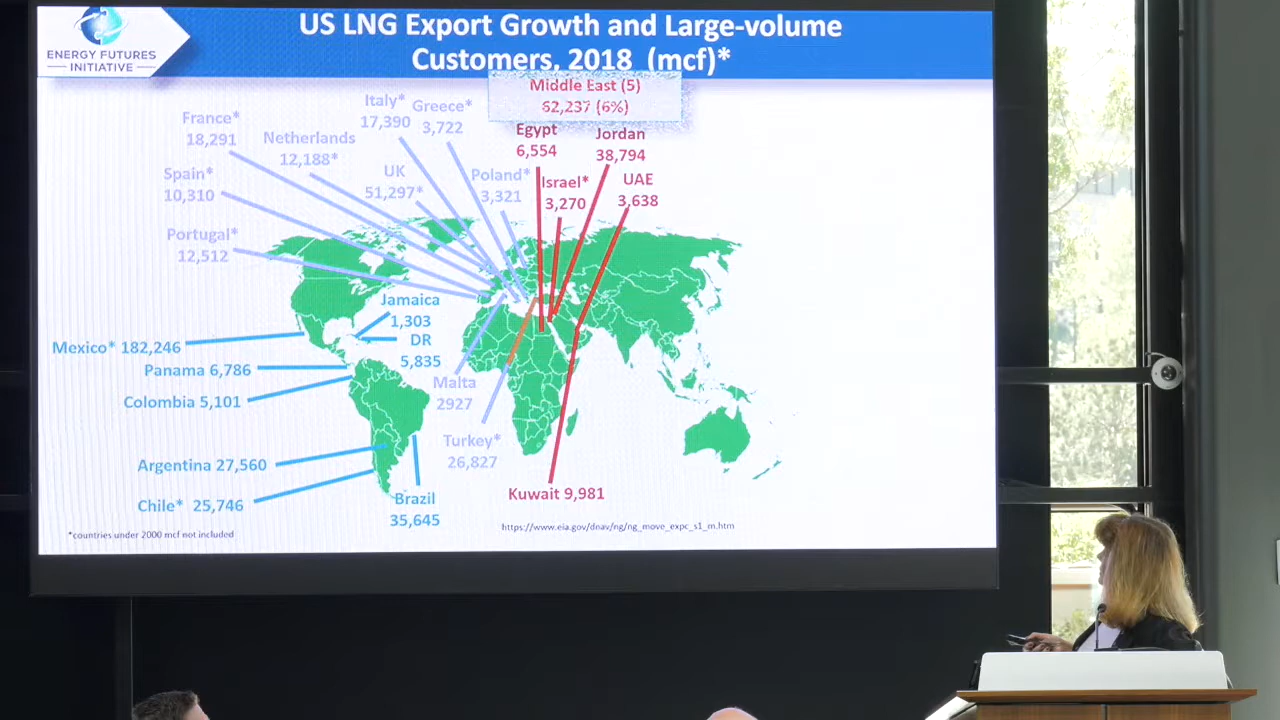 US LNG Export Growth and Large-volume
Customers, 2018 (mcf)*
ENERGY FUTURES
INITIATIVE
Middle East (5)
62,237 (6%)
Italy*
17,390
Greece*
3,722
France*
18,291
Netherlands
12,188*
Egypt
6,554
Jordan
38,794
Spain*
10,310
UK
51,297*
Poland*
3,321
Israel*
3,270
UAE
3,638
Portugal*
12,512
Jamaica
1,303
DR
5,835
Mexico* 182,246
Panama 6,786
Colombia 5,101
Malta
2927
Turkey*
26,827
Argentina 27,560
Chile* 25,746
Brazil
35,645
Kuwait 9,981
*countries under 2000 mcf not included
https://www.eia.gov/dnav/ng/ng_move_expc_s1_m.htm